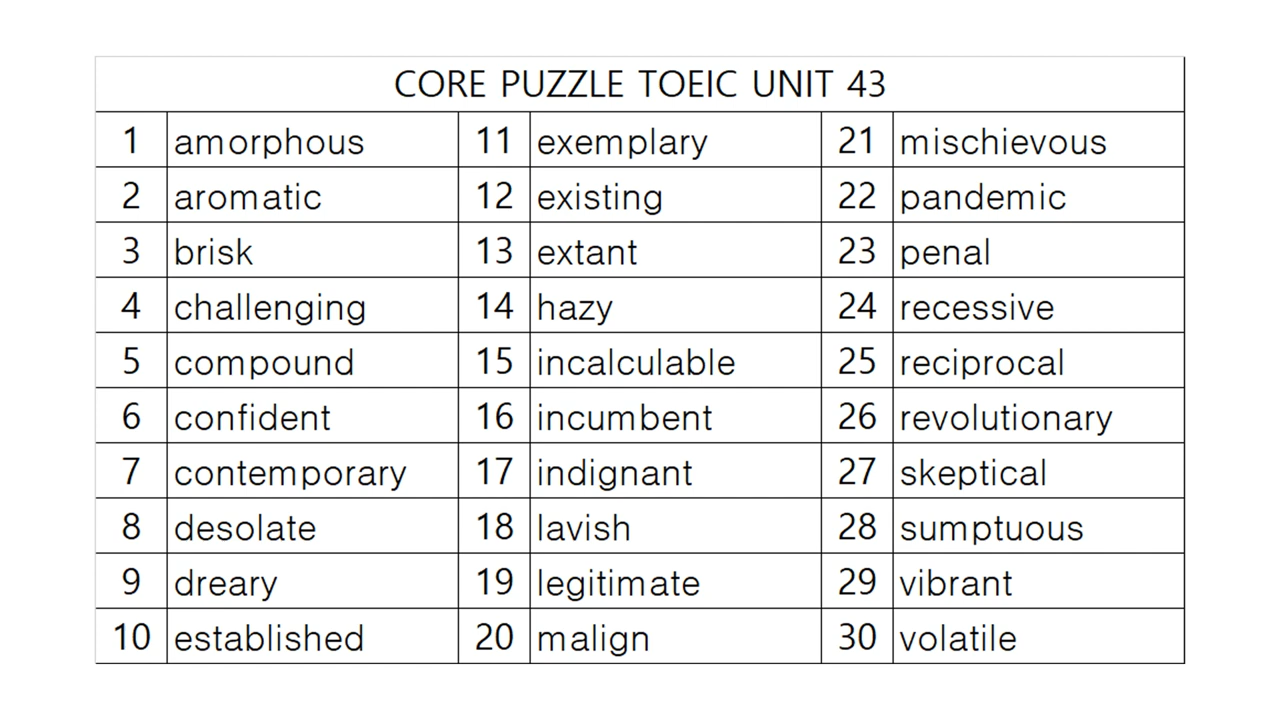 CORE PUZZLE TOEIC UNIT 43
1 amorphous 11 exemplary 21 mischievous
2 aromatic 12 existing 22 pandemic
3 brisk 13 extant 23 penal
4 challenging 14 hazy 24 recessive
5 compound 15 incalculable 25 reciprocal
6 confident 16 incumbent 26 revolutionary
7 contemporary 17 indignant 27 skeptical
8 desolate 18 lavish 28 sumptuous
9 dreary 19 legitimate 29 vibrant
10 established 20 malign 30 volatile